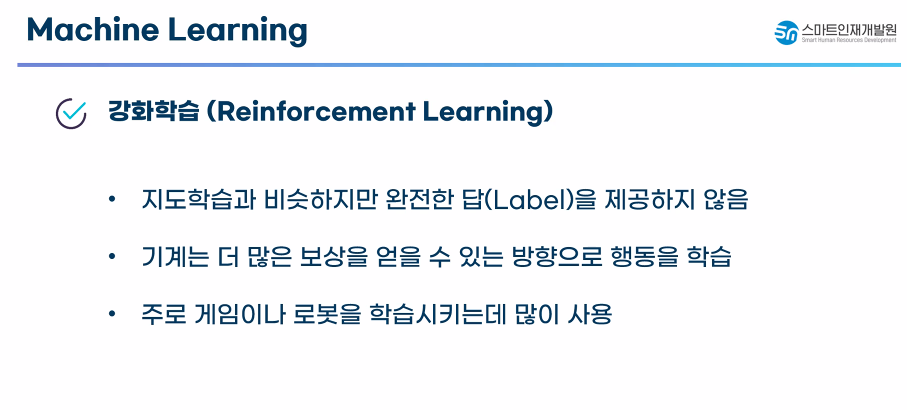 Machine Learning
스마트인재개발원
Smart Human Resources Development
강화학습 (Reinforcement Learning)
• 지도학습과 비슷하지만 완전한 답(Label)을 제공하지 않음
• 기계는 더 많은 보상을 얻을 수 있는 방향으로 행동을 학습
• 주로 게임이나 로봇을 학습시키는데 많이 사용